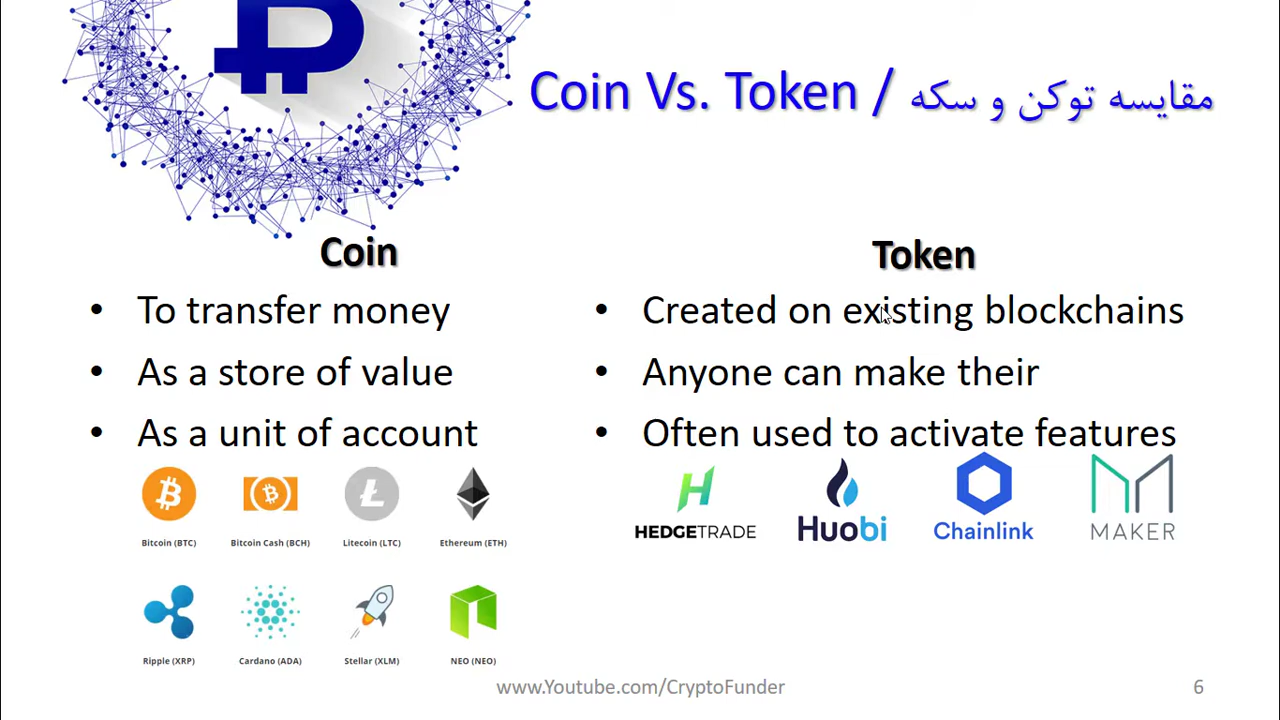 Coin Vs. Token / مقایسه توکن و سکه
Coin
• To transfer money
• As a store of value
• As a unit of account
Bitcoin (BTC)
Bitcoin Cash (BCH)
Litecoin (LTC)
Ethereum (ETH)
Ripple (XRP)
Cardano (ADA)
Stellar (XLM)
NEO (NEO)
Token
• Created on existing blockchains
• Anyone can make their
• Often used to activate features
HEDGETRADE
Huobi
Chainlink
MAKER
www.Youtube.com/CryptoFunder
6